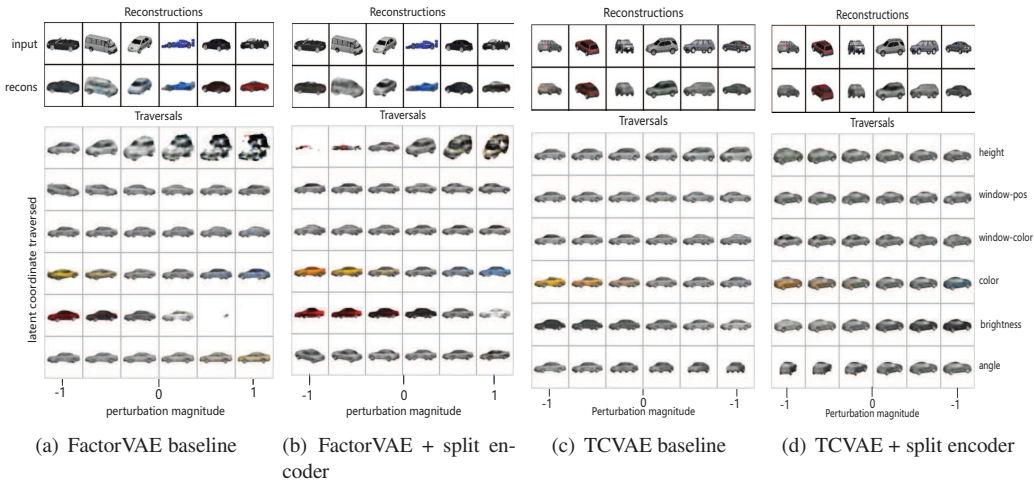 Reconstructions
Reconstructions
Reconstructions
Reconstructions
input
recons
Traversals
Traversals
Traversals
Traversals
latent coordinate traversed
height
window-pos
window-color
color
brightness
angle
-1 0 1
-1 0 1
-1 0 -1
-1 0 -1
perturbation magnitude
perturbation magnitude
Perturbation magnitude
Perturbation magnitude
(a) FactorVAE baseline
(b) FactorVAE + split en-
coder
(c) TCVAE baseline
(d) TCVAE + split encoder